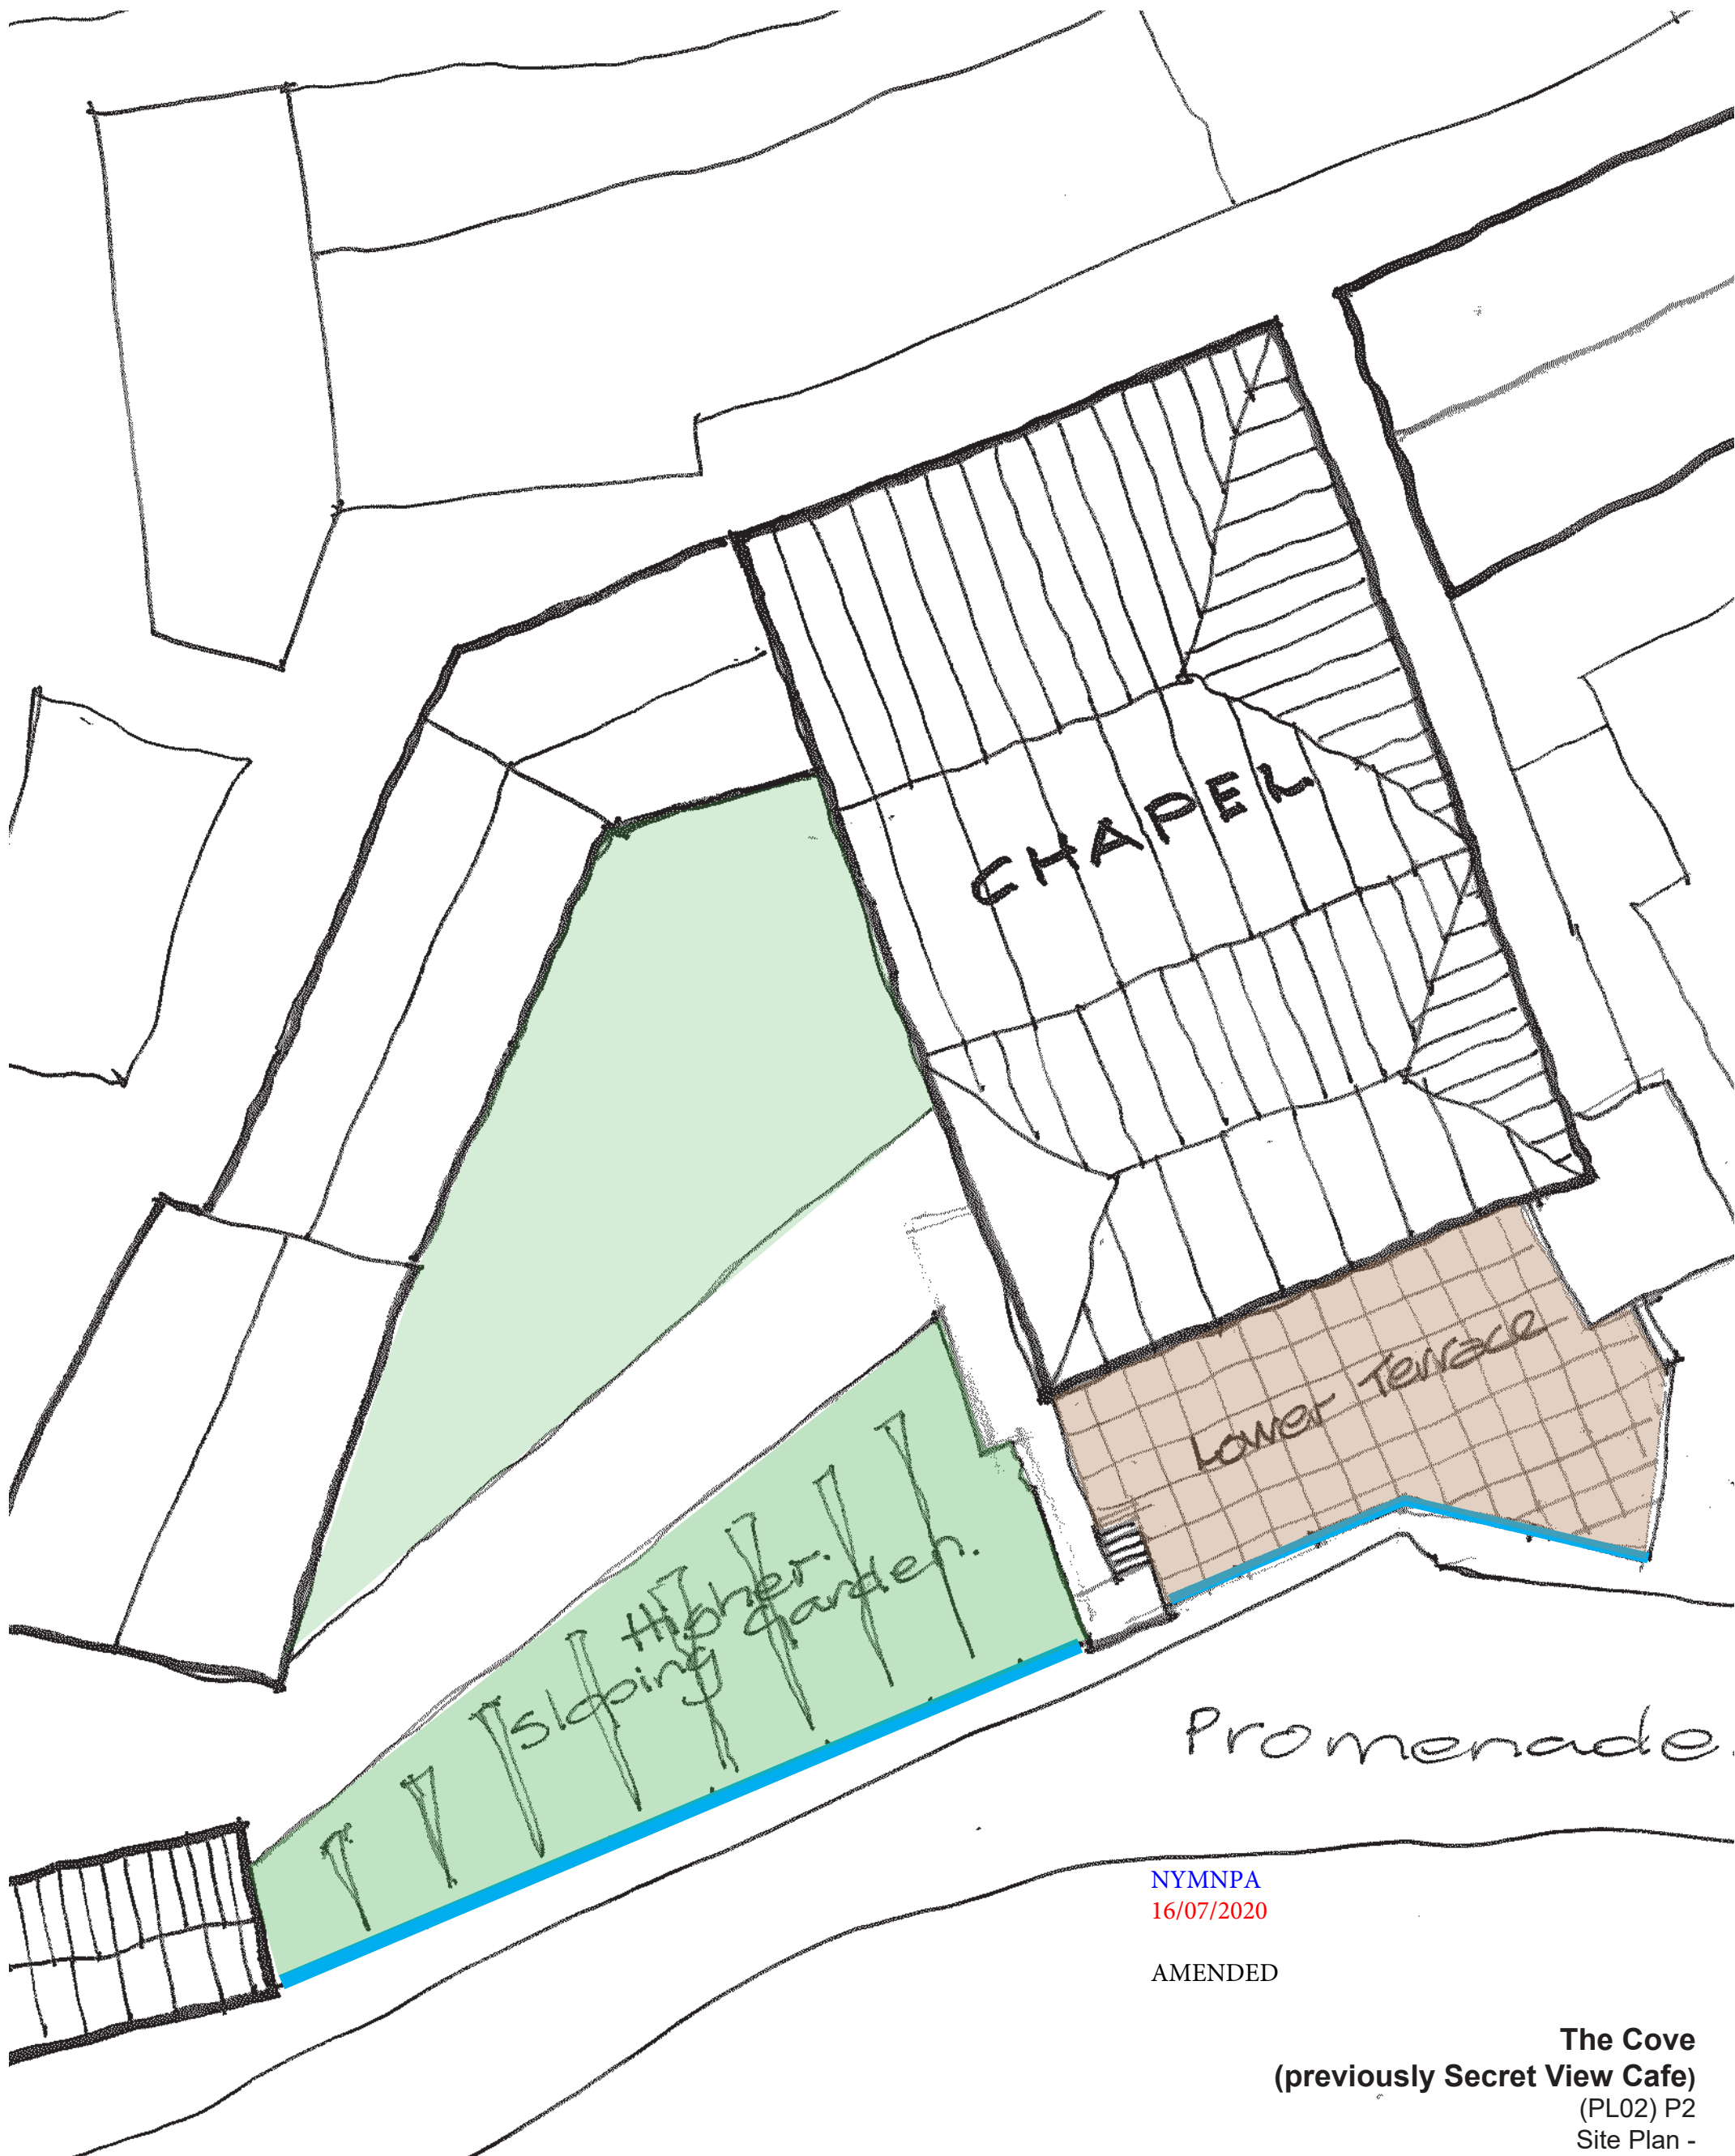 CHAPEL
Lower Terrace
Higher.
Sloping Garden.
Promenade.
NYMNPA
16/07/2020
AMENDED
The Cove
(previously Secret View Cafe)
(PL02) P2
Site Plan -